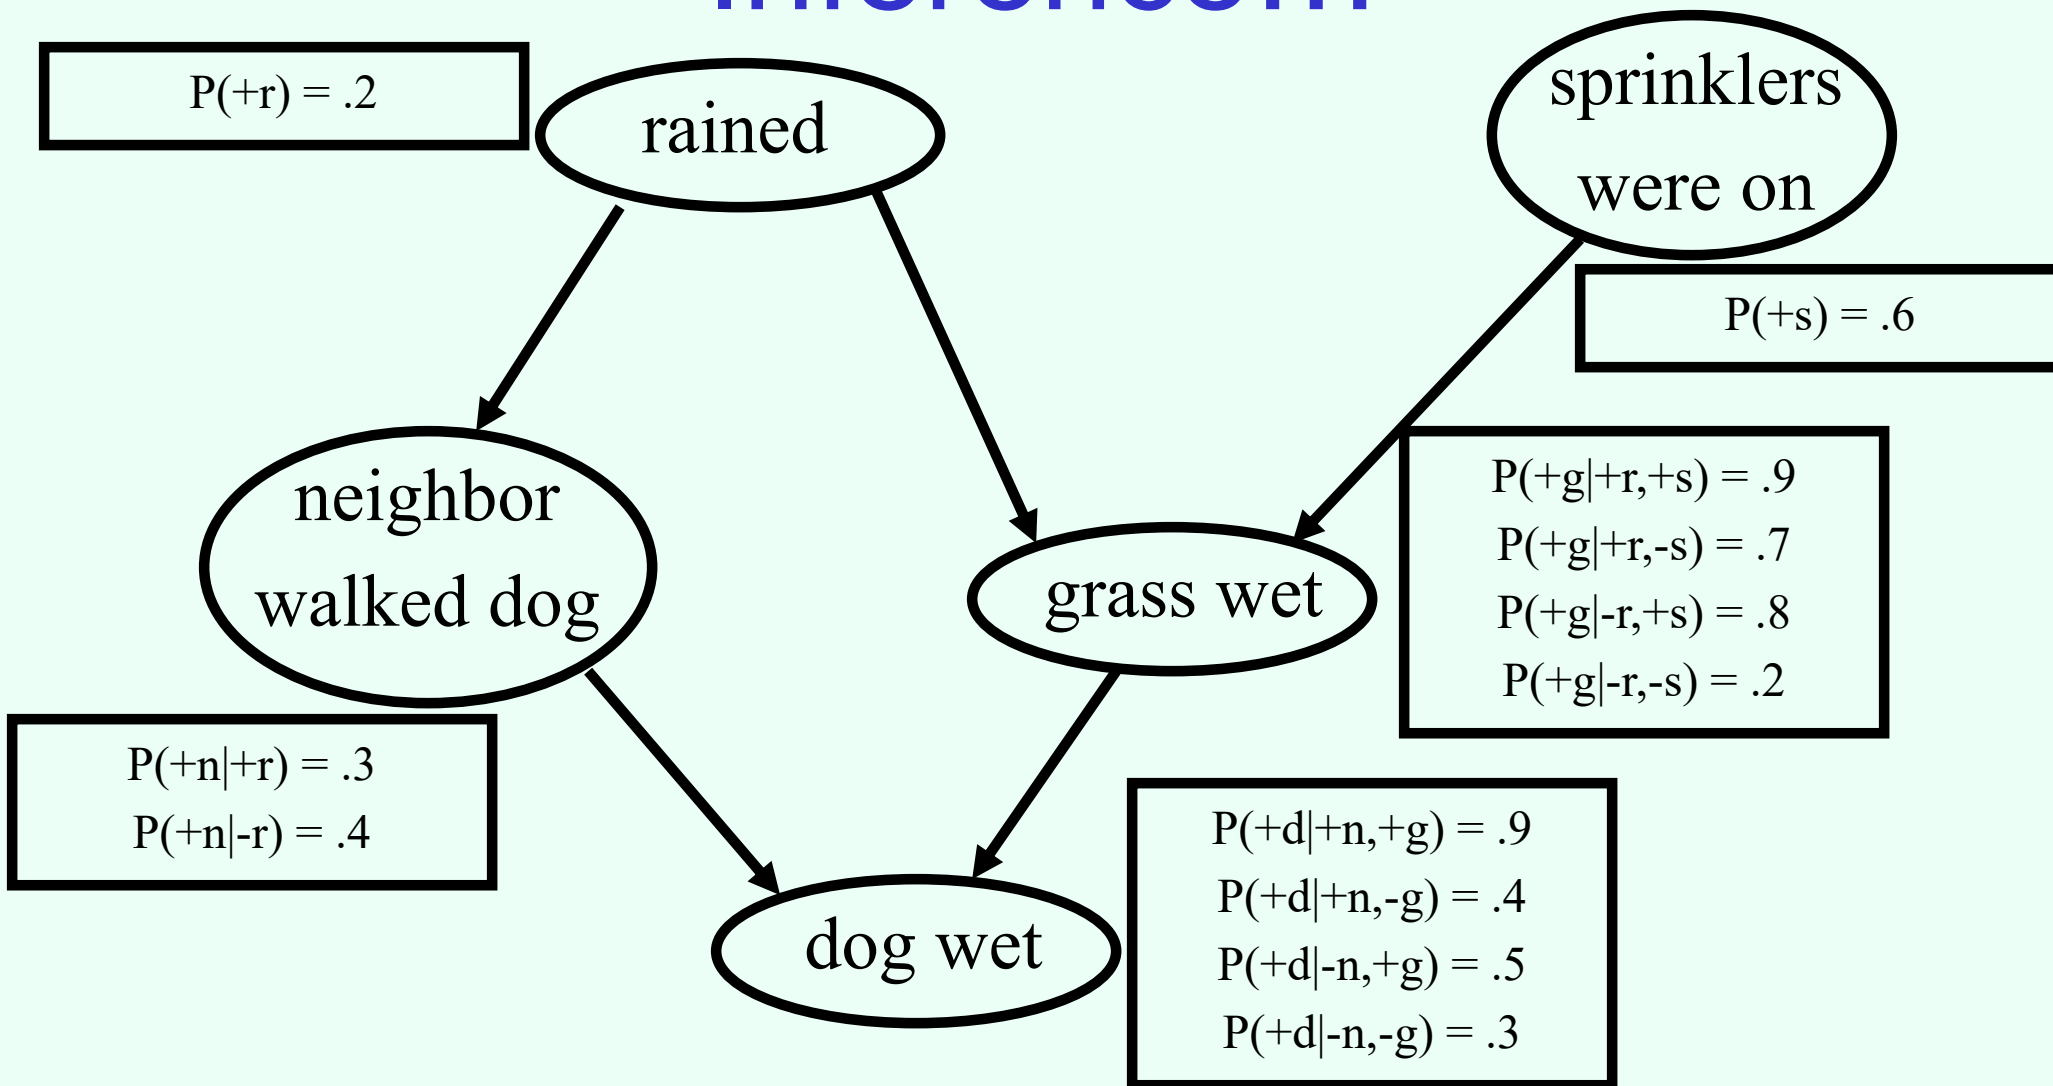 P(+r) = .2
rained
sprinklers
were on
P(+s) = .6
neighbor
walked dog
grass wet
P(+g|+r,+s) = .9
P(+g|+r,-s) = .7
P(+g|-r,+s) = .8
P(+g|-r,-s) = .2
P(+n|+r) = .3
P(+n|-r) = .4
dog wet
P(+d|+n,+g) = .9
P(+d|+n,-g) = .4
P(+d|-n,+g) = .5
P(+d|-n,-g) = .3